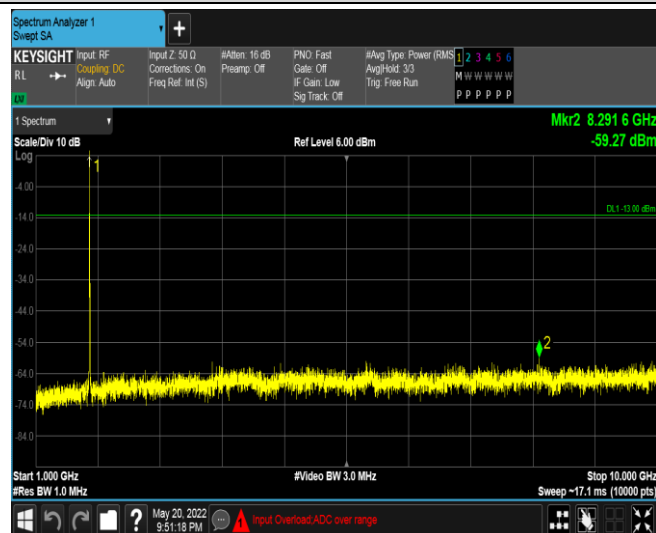 Spectrum Analyzer 1
Swept SA
+
KEYSIGHT
RL
Input: RF
Coupling: DC
Align: Auto
Input Z: 50 Ω
Corrections: On
Freq Ref: Int (S)
#Atten: 16 dB
Preamp: Off
PNO: Fast
Gate: Off
IF Gain: Low
Sig Track: Off
#Avg Type: Power (RMS
Avg|Hold: 3/3
Trig: Free Run
1 2 3 4 5 6
M W W W W W
P P P P P P
1 Spectrum
Mkr2 8.291 6 GHz
Scale/Div 10 dB
Ref Level 6.00 dBm
-59.27 dBm
Log
1
-4.00
DL1 -13.00 dBm
-14.0
-24.0
-34.0
-44.0
-54.0
2
-64.0
-74.0
-84.0
Start 1.000 GHz
#Video BW 3.0 MHz
Stop 10.000 GHz
#Res BW 1.0 MHz
Sweep ~17.1 ms (10000 pts)
?
May 20, 2022
9:51:18 PM
1
Input Overload;ADC over range